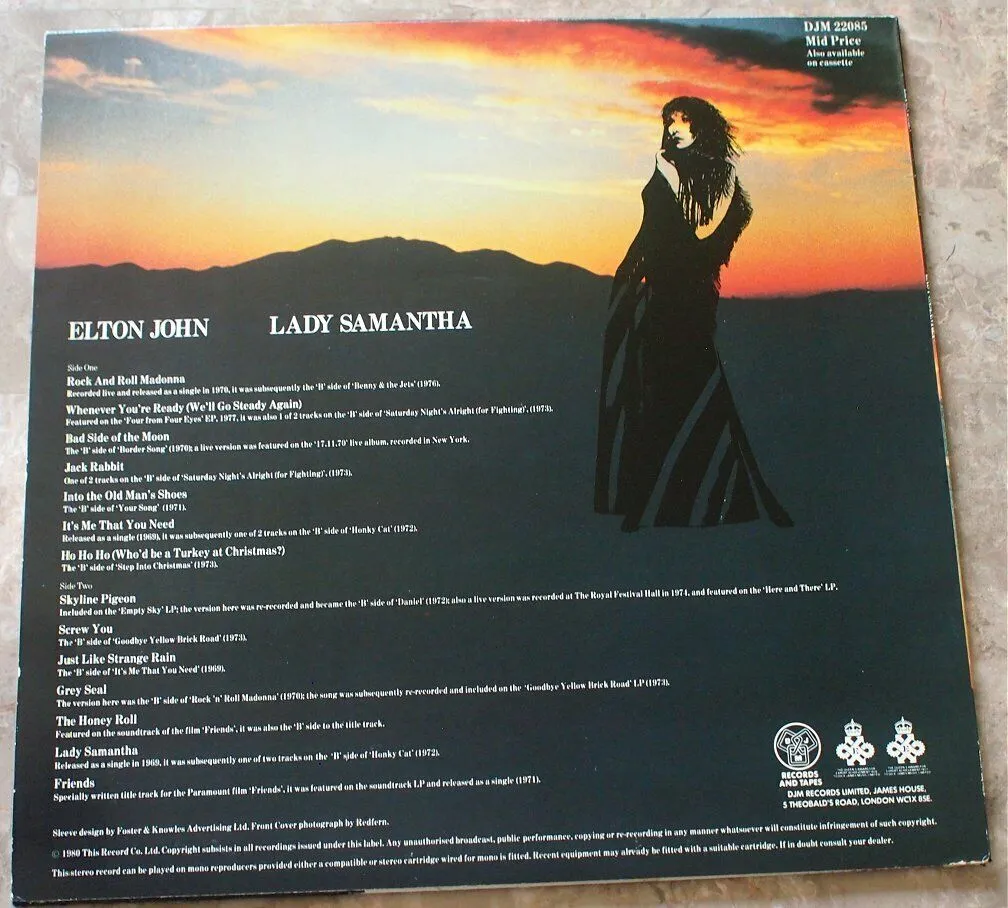 DJM 22085
Mid Price
Also available
on cassette
ELTON JOHN LADY SAMANTHA
Side One
Rock And Roll Madonna
Recorded live and released as a single in 1970, it was subsequently the 'B' side of 'Benny & the Jets' (1976).
Whenever You're Ready (We'll Go Steady Again)
Featured on the 'Four from Four Eyes' EP, 1977, it was also 1 of 2 tracks on the 'B' side of 'Saturday Night's Alright (for Fighting)', (1973).
Bad Side of the Moon
The 'B' side of 'Border Song' (1970); a live version was featured on the '17.11.70' live album, recorded in New York.
Jack Rabbit
One of 2 tracks on the 'B' side of 'Saturday Night's Alright (for Fighting)', (1973).
Into the Old Man's Shoes
The 'B' side of 'Your Song' (1971).
It's Me That You Need
Released as a single (1969), it was subsequently one of 2 tracks on the 'B' side of 'Honky Cat' (1972).
Ho Ho Ho (Who'd be a Turkey at Christmas?)
The 'B' side of 'Step Into Christmas' (1973).
Side Two
Skyline Pigeon
Included on the 'Empty Sky' LP; the version here was re-recorded and became the 'B' side of 'Daniel' (1972); also a live version was recorded at The Royal Festival Hall in 1974, and featured on the 'Here and There' LP.
Screw You
The 'B' side of 'Goodbye Yellow Brick Road' (1973).
Just Like Strange Rain
The 'B' side of 'It's Me That You Need' (1969).
Grey Seal
The version here was the 'B' side of 'Rock 'n' Roll Madonna' (1970); the song was subsequently re-recorded and included on the 'Goodbye Yellow Brick Road' LP (1973).
The Honey Roll
Featured on the soundtrack of the film 'Friends', it was also the 'B' side to the title track.
Lady Samantha
Released as a single in 1969, it was subsequently one of two tracks on the 'B' side of 'Honky Cat' (1972).
Friends
Specially written title track for the Paramount film 'Friends', it was featured on the soundtrack LP and released as a single (1971).
DJM
RECORDS
AND TAPES
DJM RECORDS LIMITED, JAMES HOUSE,
5 THEOBALD'S ROAD, LONDON WC1X 8SE.
Sleeve design by Foster & Knowles Advertising Ltd. Front Cover photograph by Redfern.
© 1980 This Record Co. Ltd. Copyright subsists in all recordings issued under this label. Any unauthorised broadcast, public performance, copying or re-recording in any manner whatsoever will constitute infringement of such copyright.
This stereo record can be played on mono reproducers provided either a compatible or stereo cartridge wired for mono is fitted. Recent equipment may already be fitted with a suitable cartridge. If in doubt consult your dealer.